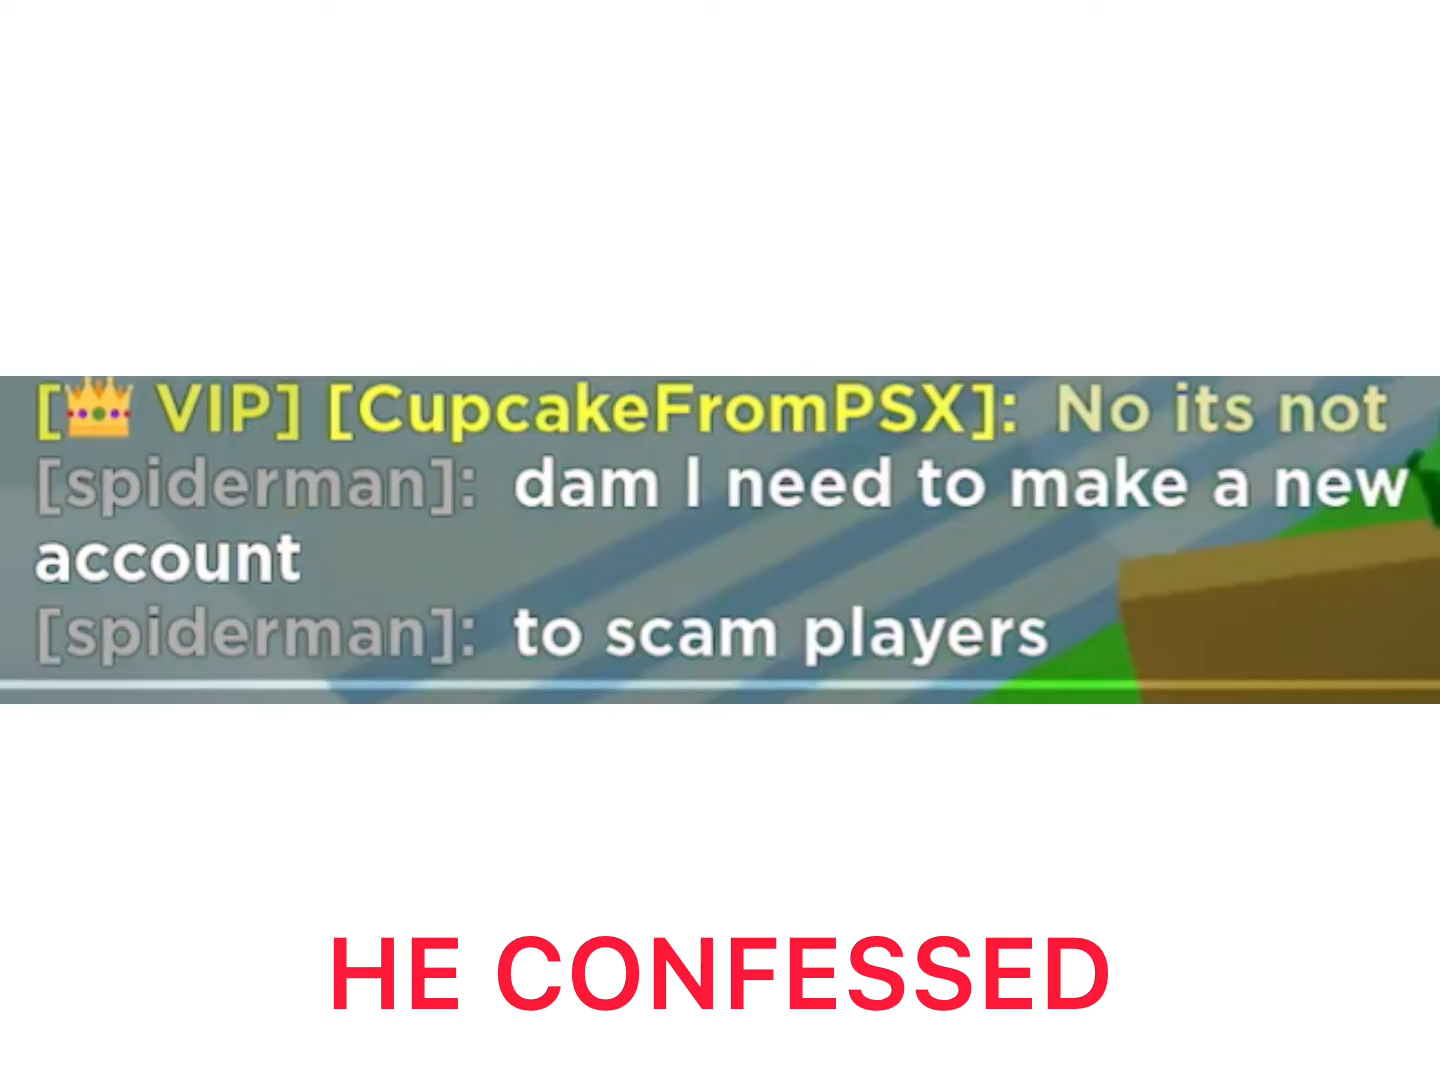 [👑 VIP] [CupcakeFromPSX]: No its not
[spiderman]: dam I need to make a new
account
[spiderman]: to scam players
HE CONFESSED